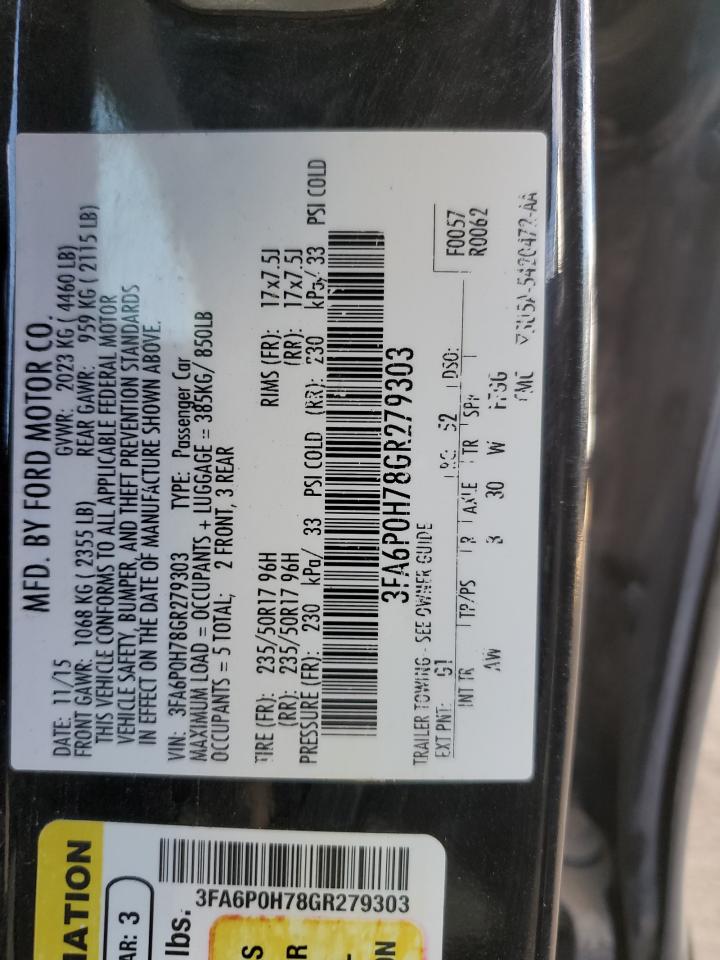 MFD. BY FORD MOTOR CO.
DATE: 11/15 GVWR: 2023 KG ( 4460 LB)
FRONT GAWR: 1068 KG ( 2355 LB) REAR GAWR: 959 KG ( 2115 LB)
THIS VEHICLE CONFORMS TO ALL APPLICABLE FEDERAL MOTOR
VEHICLE SAFETY, BUMPER, AND THEFT PREVENTION STANDARDS
IN EFFECT ON THE DATE OF MANUFACTURE SHOWN ABOVE.
VIN: 3FA6P0H78GR279303 TYPE: Passenger Car
MAXIMUM LOAD = OCCUPANTS + LUGGAGE = 385KG/ 850LB
OCCUPANTS = 5 TOTAL; 2 FRONT, 3 REAR
TIRE (FR): 235/50R17 96H RIMS (FR): 17x7.5J
(RR): 235/50R17 96H (RR): 17x7.5J
PRESSURE (FR): 230 kPa/ 33 PSI COLD (RR): 230 kPa/ 33 PSI COLD
3FA6P0H78GR279303
TRAILER TOWING - SEE OWNER GUIDE
F0057
R0062
EXT PNT: G1 52 DSO:
INT TR TP/PS R AXLE TR SPR
AW 30 W
3FA6P0H78GR279303
MATION
AR: 3
lbs.
S
R
ON